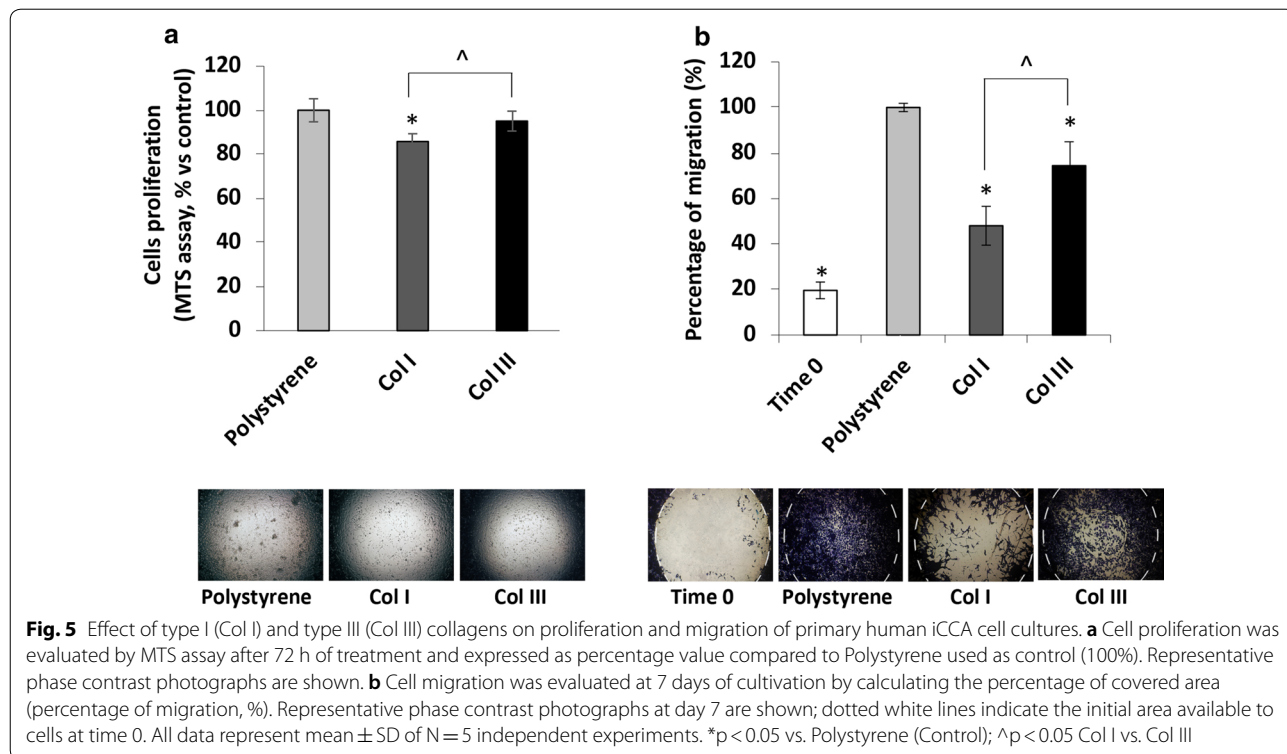 a
Cells proliferation
(MTS assay, % vs control)
120
100
80
60
40
20
0
*
^
Polystyrene
Col I
Col III
b
Percentage of migration (%)
120
100
80
60
40
20
0
*
*
*
^
Time 0
Polystyrene
Col I
Col III
Polystyrene Col I Col III
Time 0 Polystyrene Col I Col III
Fig. 5 Effect of type I (Col I) and type III (Col III) collagens on proliferation and migration of primary human iCCA cell cultures. a Cell proliferation was
evaluated by MTS assay after 72 h of treatment and expressed as percentage value compared to Polystyrene used as control (100%). Representative
phase contrast photographs are shown. b Cell migration was evaluated at 7 days of cultivation by calculating the percentage of covered area
(percentage of migration, %). Representative phase contrast photographs at day 7 are shown; dotted white lines indicate the initial area available to
cells at time 0. All data represent mean ± SD of N = 5 independent experiments. *p < 0.05 vs. Polystyrene (Control); ^p < 0.05 Col I vs. Col III